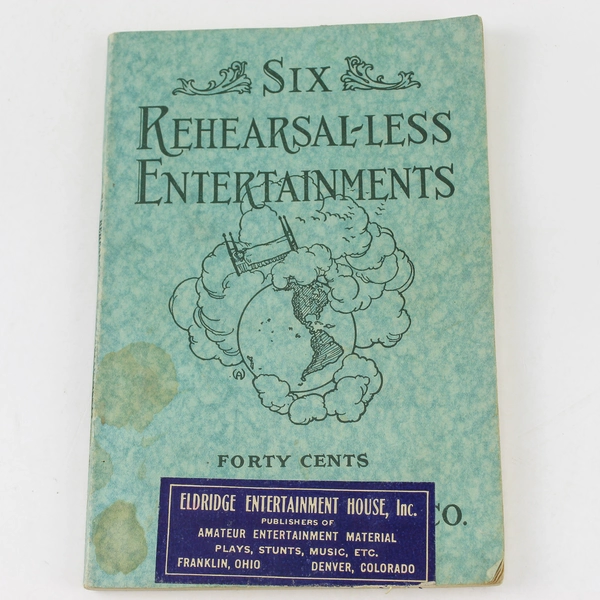 SIX
REHEARSAL-LESS
ENTERTAINMENTS
(A)
FORTY CENTS
CO.
ELDRIDGE ENTERTAINMENT HOUSE, Inc.
PUBLISHERS OF
AMATEUR ENTERTAINMENT MATERIAL
PLAYS, STUNTS, MUSIC, ETC.
FRANKLIN, OHIO DENVER, COLORADO